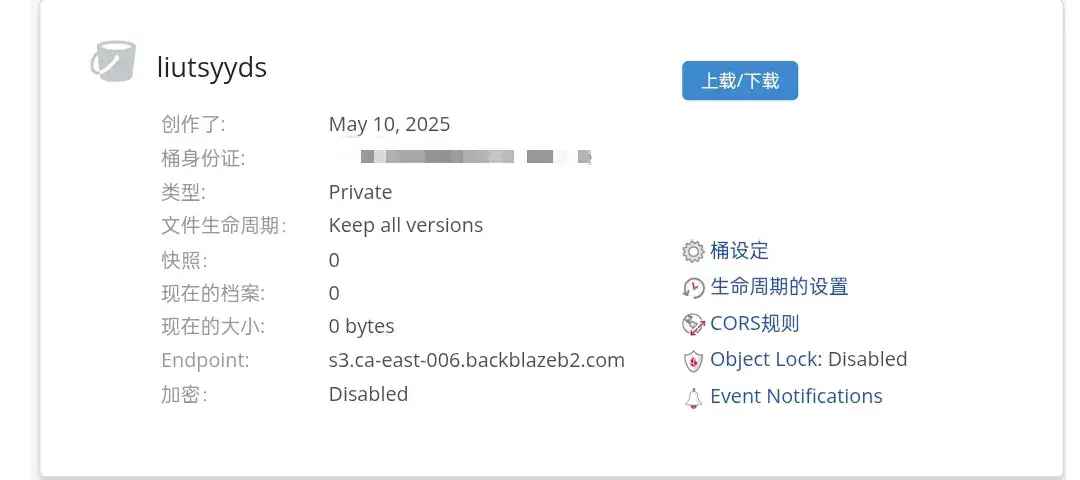 liutsyyds
上载/下载
创作了: May 10, 2025
桶身份证:
类型: Private
文件生命周期: Keep all versions
快照: 0
现在的档案: 0
现在的大小: 0 bytes
Endpoint: s3.ca-east-006.backblazeb2.com
加密: Disabled
桶设定
生命周期的设置
CORS规则
Object Lock: Disabled
Event Notifications